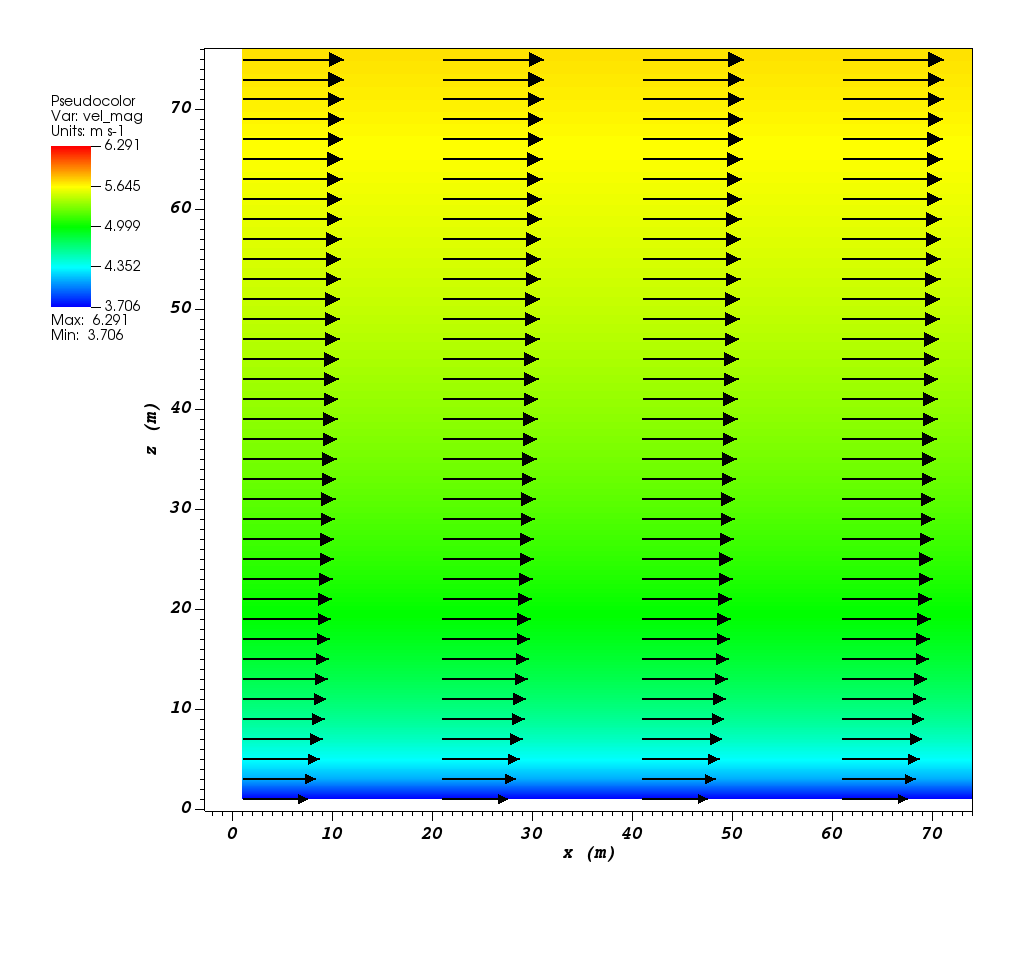 Pseudocolor
Var: vel_mag
Units: m s-1
6.291
5.645
4.999
4.352
3.706
Max: 6.291
Min: 3.706
70
60
50
40
30
20
10
0
z (m)
0 10 20 30 40 50 60 70
x (m)